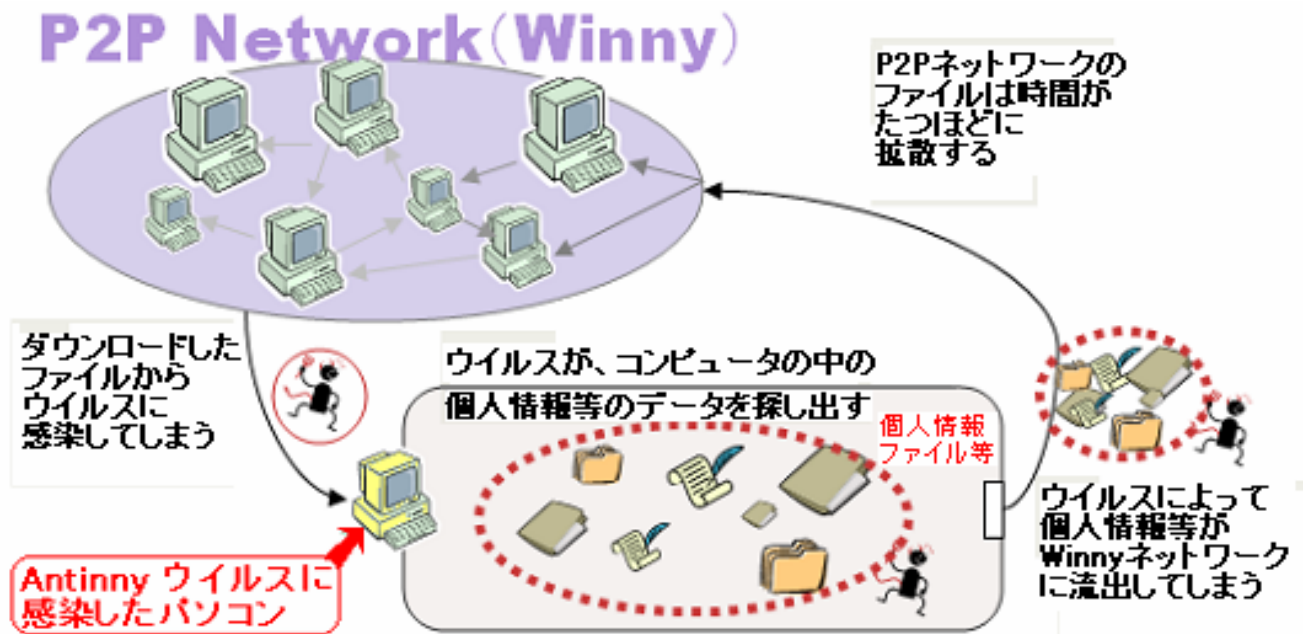 P2P Network(Winny)
P2Pネットワークの
ファイルは時間が
たつほどに
拡散する
ダウンロードした
ファイルから
ウイルスに
感染してしまう
ウイルスが、コンピュータの中の
個人情報等のデータを探し出す
個人情報
ファイル等
ウイルスによって
個人情報等が
Winnyネットワーク
に流出してしまう
Antinny ウイルスに
感染したパソコン